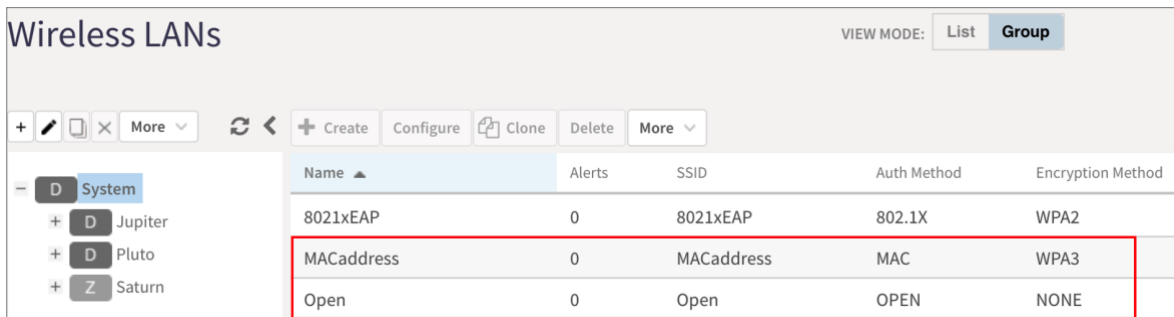 Wireless LANs
VIEW MODE: List Group
+ More + Create Configure Clone Delete More
Name Alerts SSID Auth Method Encryption Method
− D System
+ D Jupiter
+ D Pluto
+ Z Saturn
8021xEAP 0 8021xEAP 802.1X WPA2
MACaddress 0 MACaddress MAC WPA3
Open 0 Open OPEN NONE